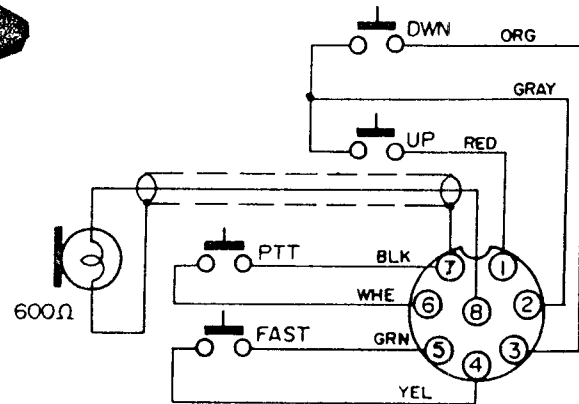 DWN
ORG
GRAY
UP
RED
PTT
BLK
7
1
WHE
6
8
2
600Ω
FAST
GRN
5
4
3
YEL